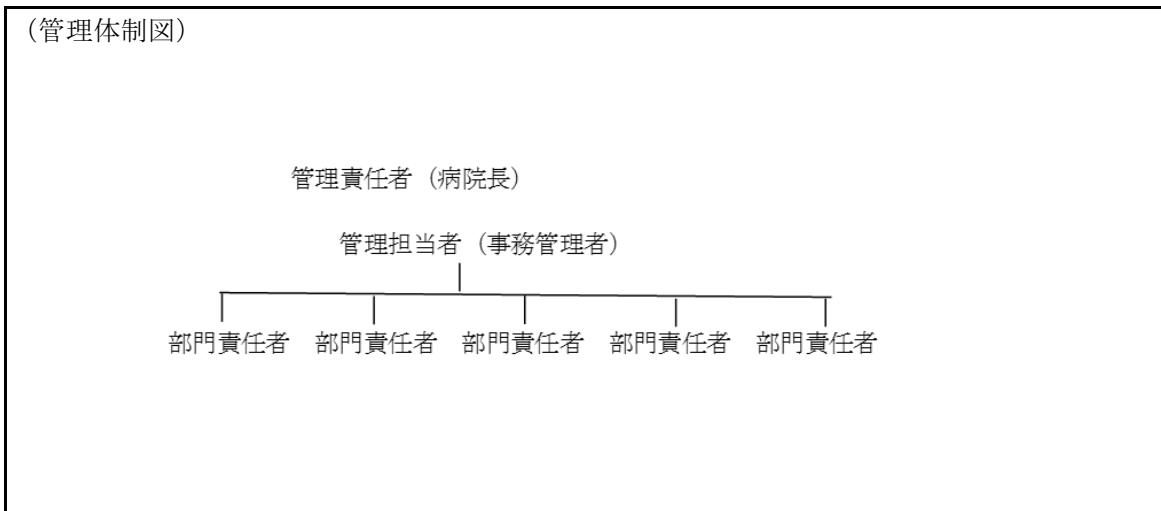 （管理体制図）
管理責任者（病院長）
管理担当者（事務管理者）
部門責任者　部門責任者　部門責任者　部門責任者　部門責任者